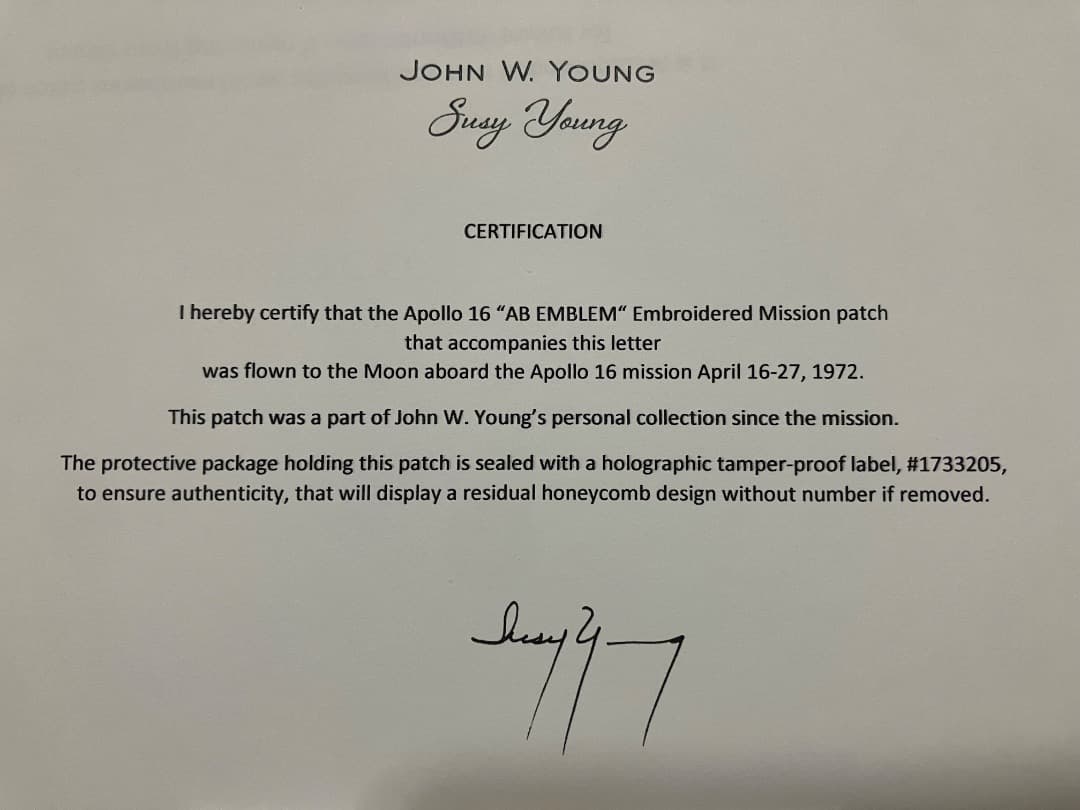 JOHN W. YOUNG
Susy Young
CERTIFICATION
I hereby certify that the Apollo 16 “AB EMBLEM“ Embroidered Mission patch
that accompanies this letter
was flown to the Moon aboard the Apollo 16 mission April 16-27, 1972.
This patch was a part of John W. Young’s personal collection since the mission.
The protective package holding this patch is sealed with a holographic tamper-proof label, #1733205,
to ensure authenticity, that will display a residual honeycomb design without number if removed.
Susy Young